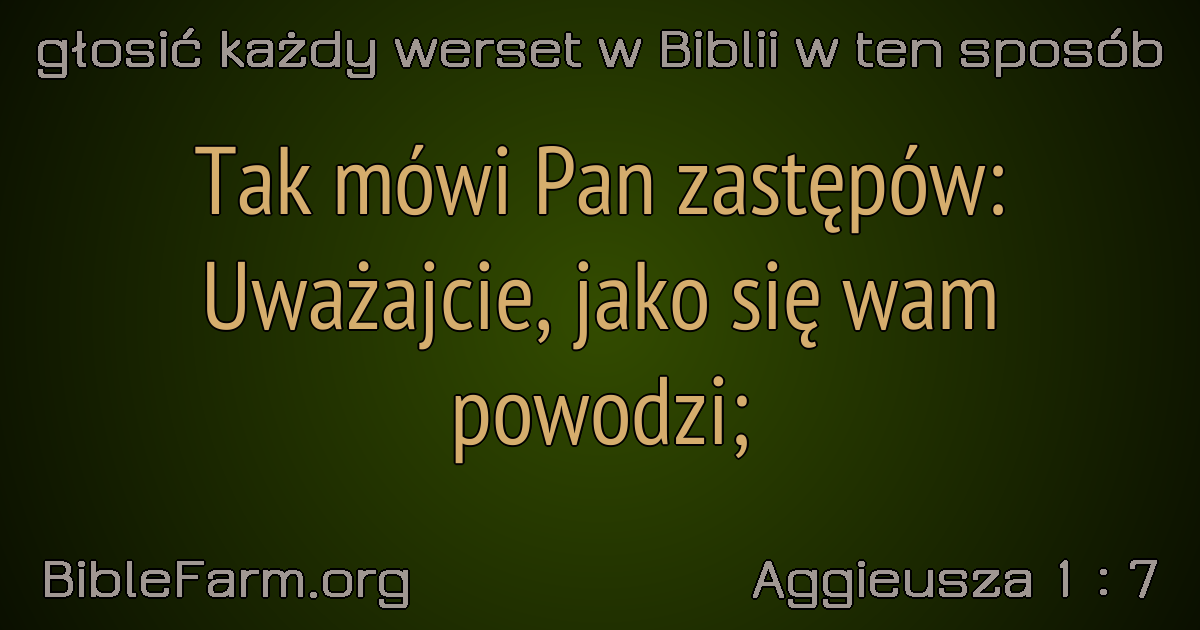 głosić każdy werset w Biblii w ten sposób
Tak mówi Pan zastępów:
Uważajcie, jako się wam
powodzi;
BibleFarm.org
Aggieusza 1 : 7